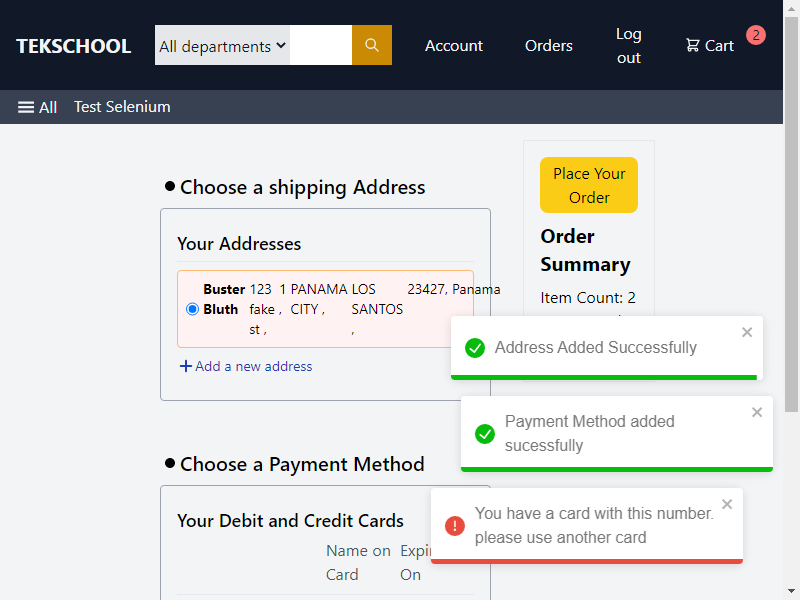 TEKSCHOOL
All departments
Account
Orders
Log
out
Cart
2
All
Test Selenium
Choose a shipping Address
Your Addresses
Buster 123 1 PANAMA LOS 23427, Panama
Bluth fake , CITY , SANTOS
st , ,
Add a new address
Place Your
Order
Order
Summary
Item Count: 2
Address Added Successfully
Payment Method added
sucessfully
Choose a Payment Method
Your Debit and Credit Cards
You have a card with this number.
please use another card
Name on
Card
On